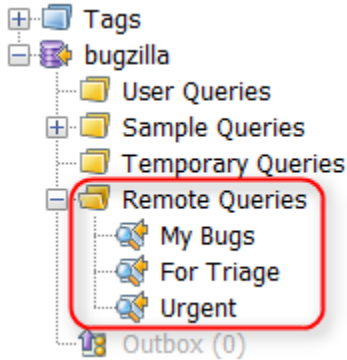 Tags
bugzilla
User Queries
Sample Queries
Temporary Queries
Remote Queries
My Bugs
For Triage
Urgent
Outbox (0)